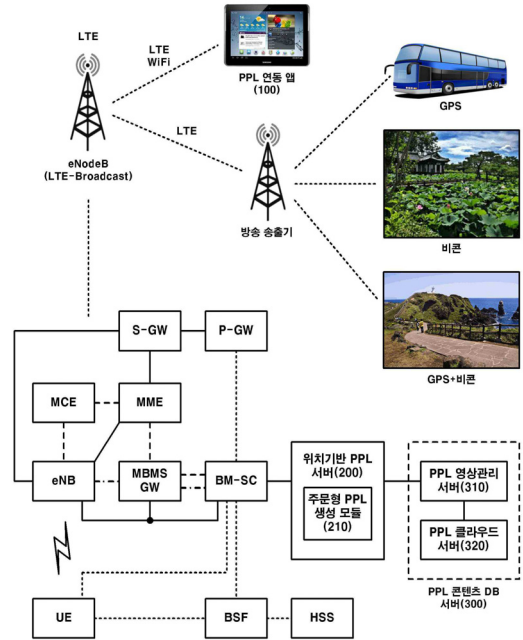 LTE
LTE
WiFi
PPL 연동 앱
(100)
GPS
LTE
eNodeB
(LTE-Broadcast)
방송 송출기
비콘
GPS+비콘
S-GW
P-GW
MCE
MME
eNB
MBMS
GW
BM-SC
위치기반 PPL
서버(200)
주문형 PPL
생성 모듈
(210)
PPL 영상관리
서버(310)
PPL 클라우드
서버(320)
PPL 콘텐츠 DB
서버(300)
UE
BSF
HSS